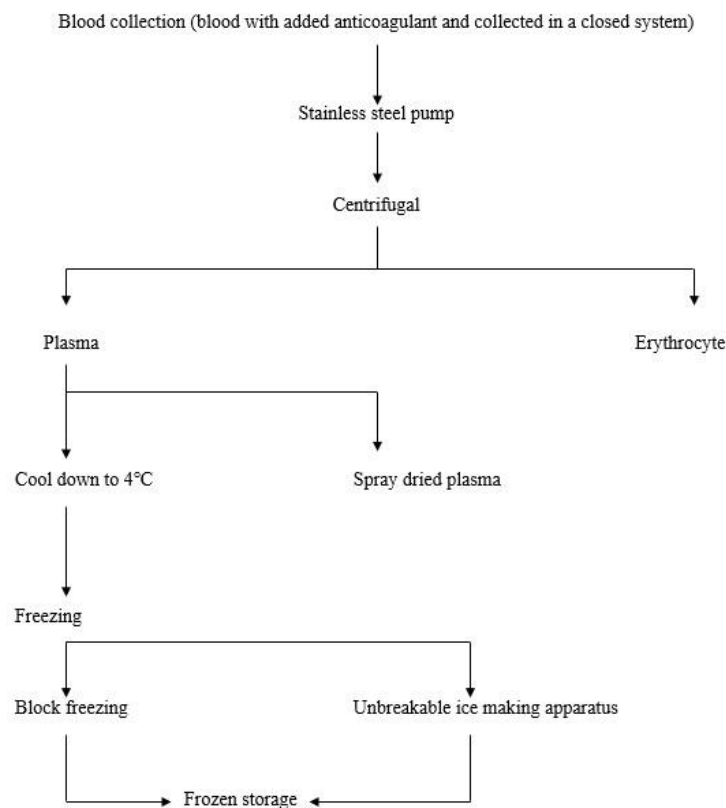 Blood collection (blood with added anticoagulant and collected in a closed system)
Stainless steel pump
Centrifugal
Plasma
Erythrocyte
Cool down to 4℃
Spray dried plasma
Freezing
Block freezing
Unbreakable ice making apparatus
Frozen storage